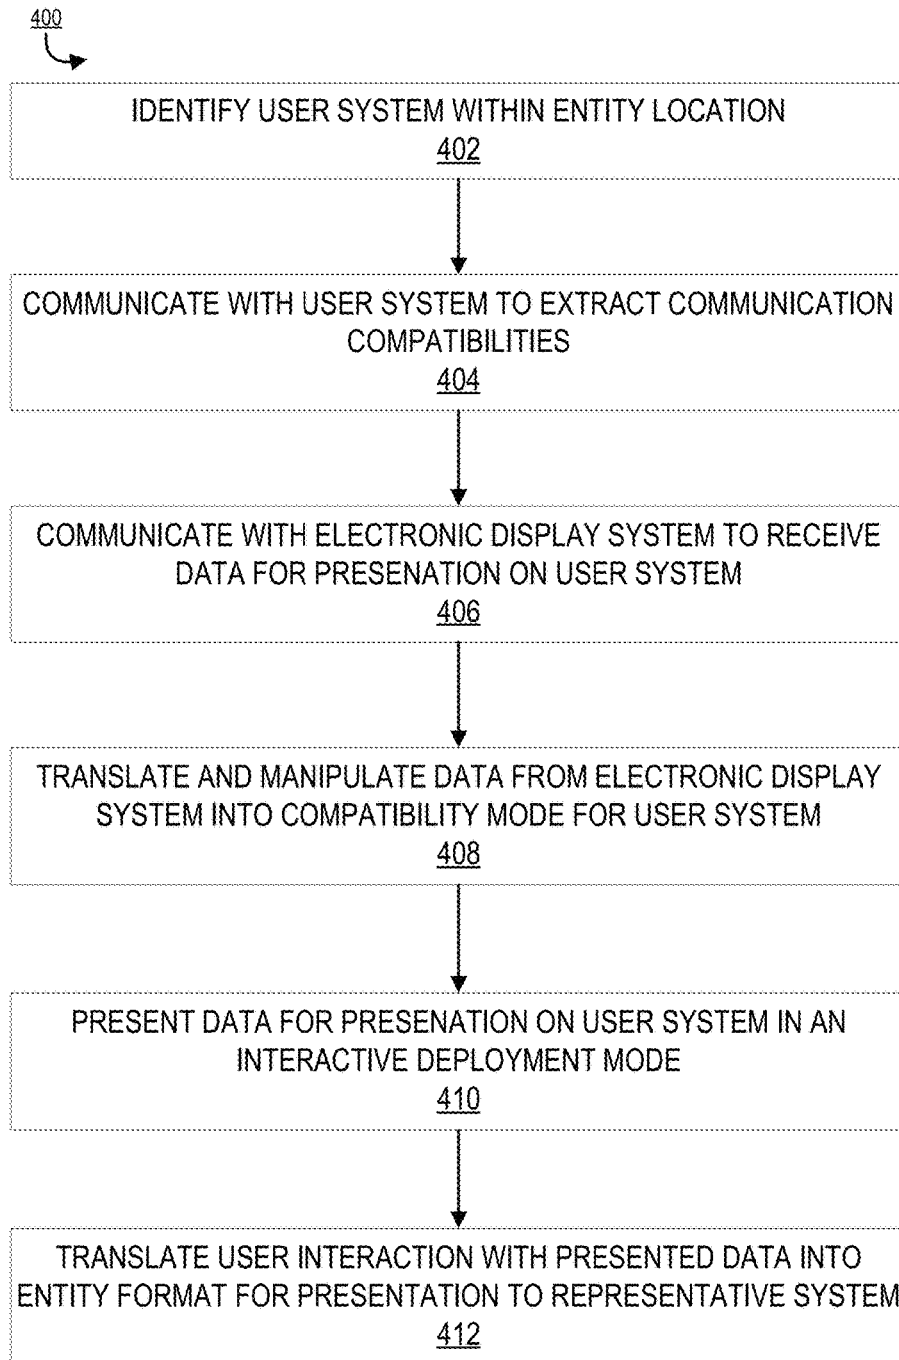 400
IDENTIFY USER SYSTEM WITHIN ENTITY LOCATION
402
COMMUNICATE WITH USER SYSTEM TO EXTRACT COMMUNICATION
COMPATIBILITIES
404
COMMUNICATE WITH ELECTRONIC DISPLAY SYSTEM TO RECEIVE
DATA FOR PRESENATION ON USER SYSTEM
406
TRANSLATE AND MANIPULATE DATA FROM ELECTRONIC DISPLAY
SYSTEM INTO COMPATIBILITY MODE FOR USER SYSTEM
408
PRESENT DATA FOR PRESENATION ON USER SYSTEM IN AN
INTERACTIVE DEPLOYMENT MODE
410
TRANSLATE USER INTERACTION WITH PRESENTED DATA INTO
ENTITY FORMAT FOR PRESENTATION TO REPRESENTATIVE SYSTEM
412